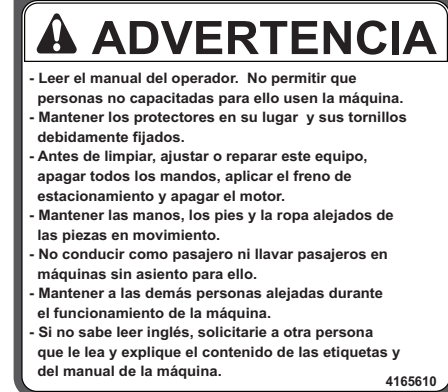 ADVERTENCIA
- Leer el manual del operador. No permitir que
personas no capacitadas para ello usen la máquina.
- Mantener los protectores en su lugar y sus tornillos
debidamente fijados.
- Antes de limpiar, ajustar o reparar este equipo,
apagar todos los mandos, aplicar el freno de
estacionamiento y apagar el motor.
- Mantener las manos, los pies y la ropa alejados de
las piezas en movimiento.
- No conducir como pasajero ni llavar pasajeros en
máquinas sin asiento para ello.
- Mantener a las demás personas alejadas durante
el funcionamiento de la máquina.
- Si no sabe leer inglés, solicitarie a otra persona
que le lea y explique el contenido de las etiquetas y
del manual de la máquina.
4165610